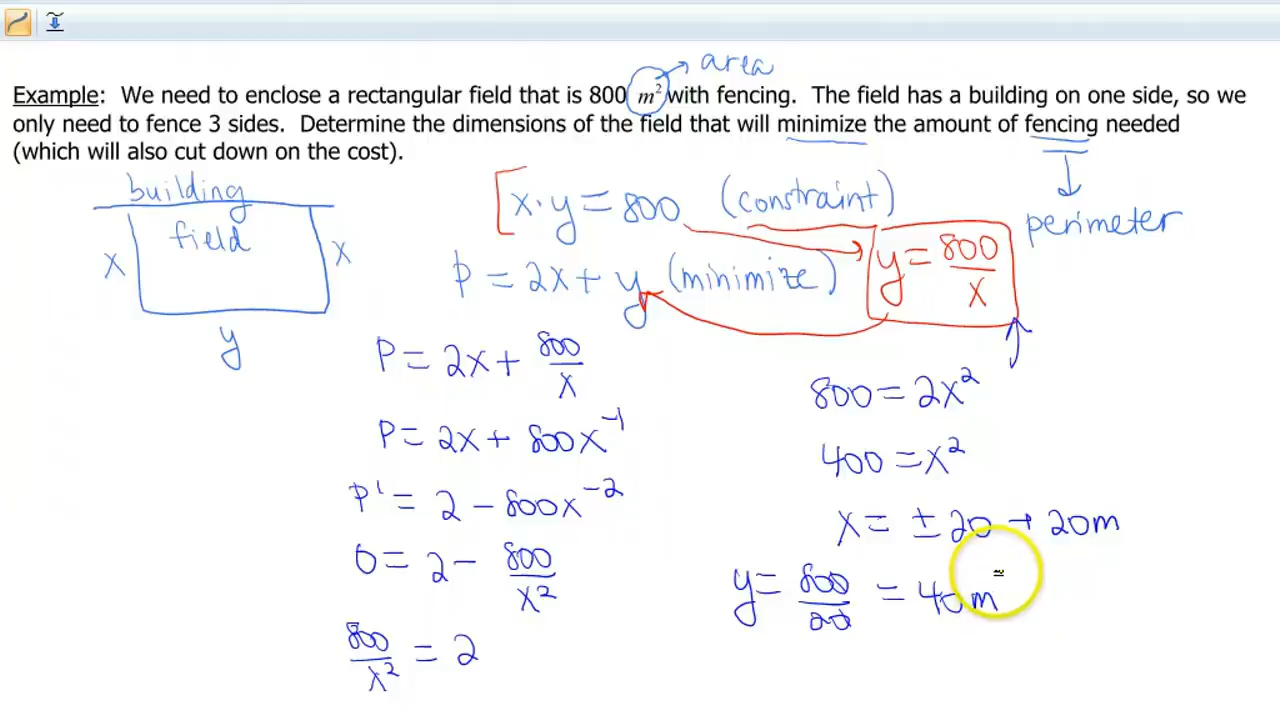 area
Example: We need to enclose a rectangular field that is 800 m² with fencing. The field has a building on one side, so we
only need to fence 3 sides. Determine the dimensions of the field that will minimize the amount of fencing needed
(which will also cut down on the cost).
building
field
x
x
y
[x·y = 800 (constraint)
P = 2x + y (minimize)
y = 800/x
perimeter
P = 2x + 800/x
P = 2x + 800x⁻¹
P' = 2 - 800x⁻²
0 = 2 - 800/x²
800/x² = 2
800 = 2x²
400 = x²
x = ±20 → 20m
y = 800/20 = 40m